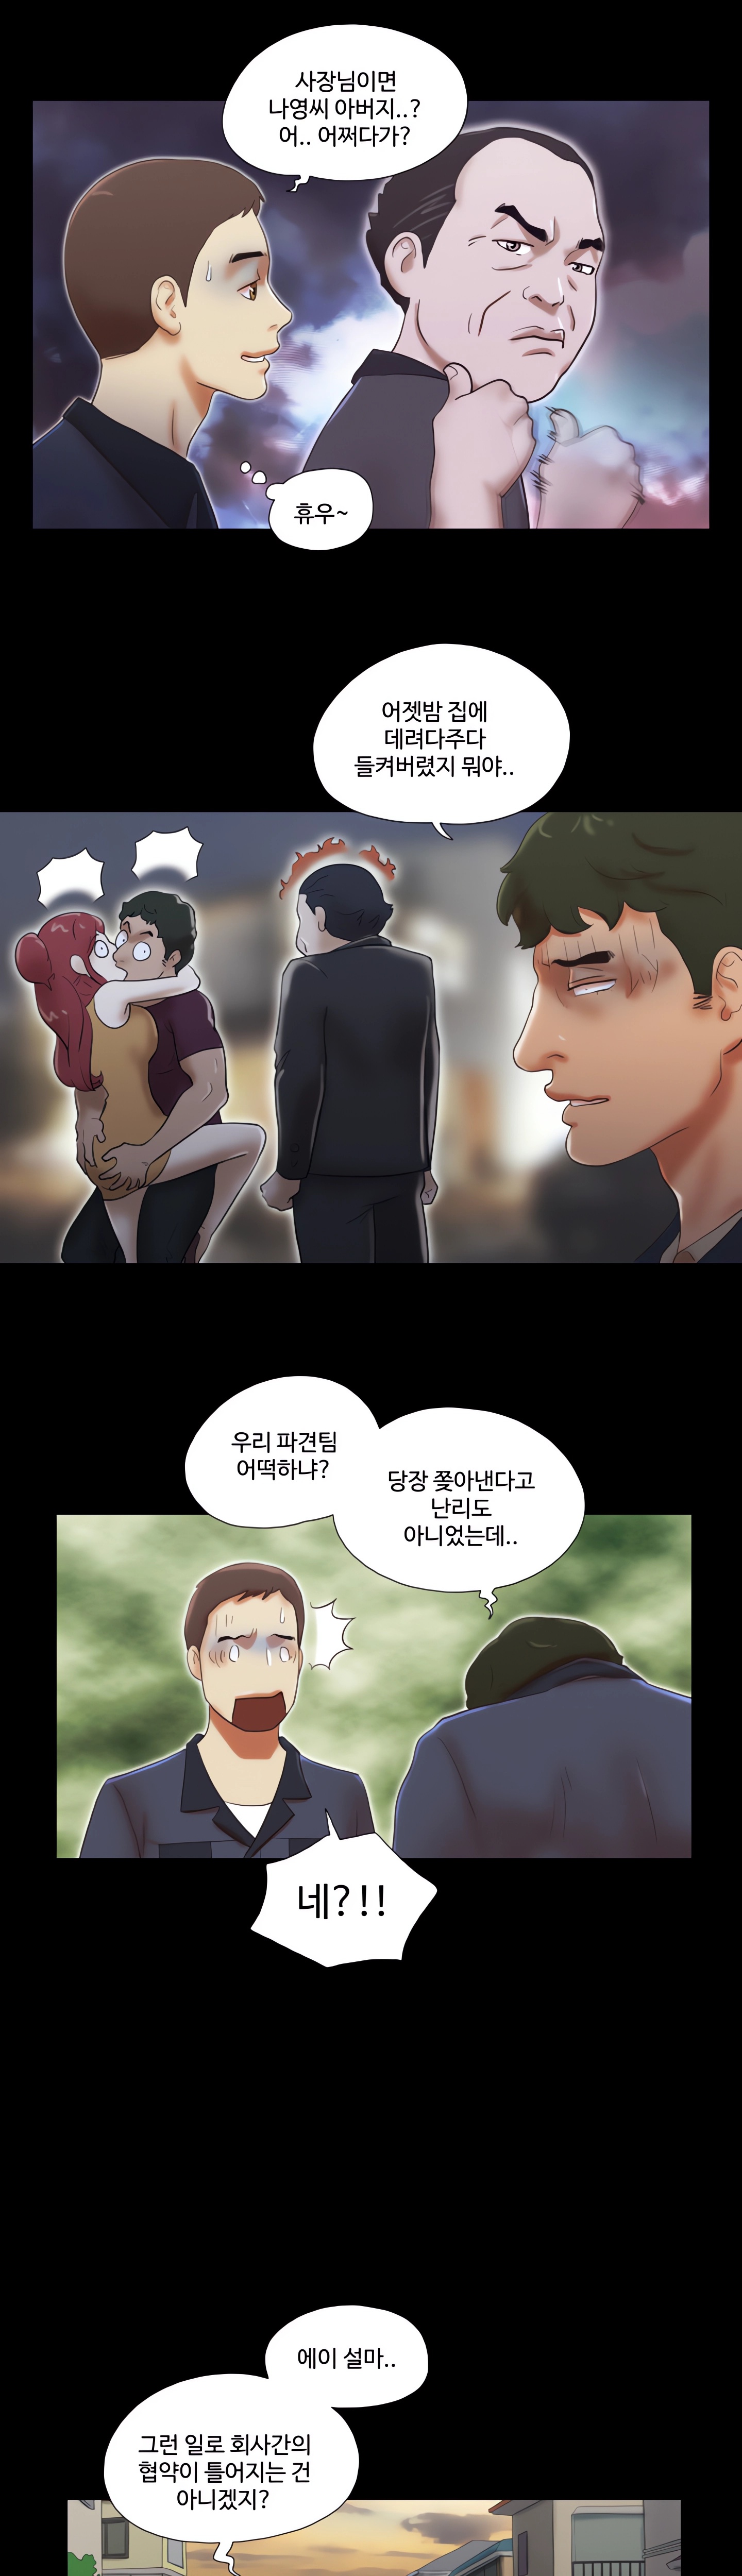 사장님이면
나영씨 아버지..?
어.. 어쩌다가?
휴우~
어젯밤 집에
데려다주다
들켜버렸지 뭐야..
우리 파견팀
어떡하냐?
당장 쫓아낸다고
난리도
아니었는데..
네?!!
에이 설마..
그런 일로 회사간의
협약이 틀어지는 건
아니겠지?